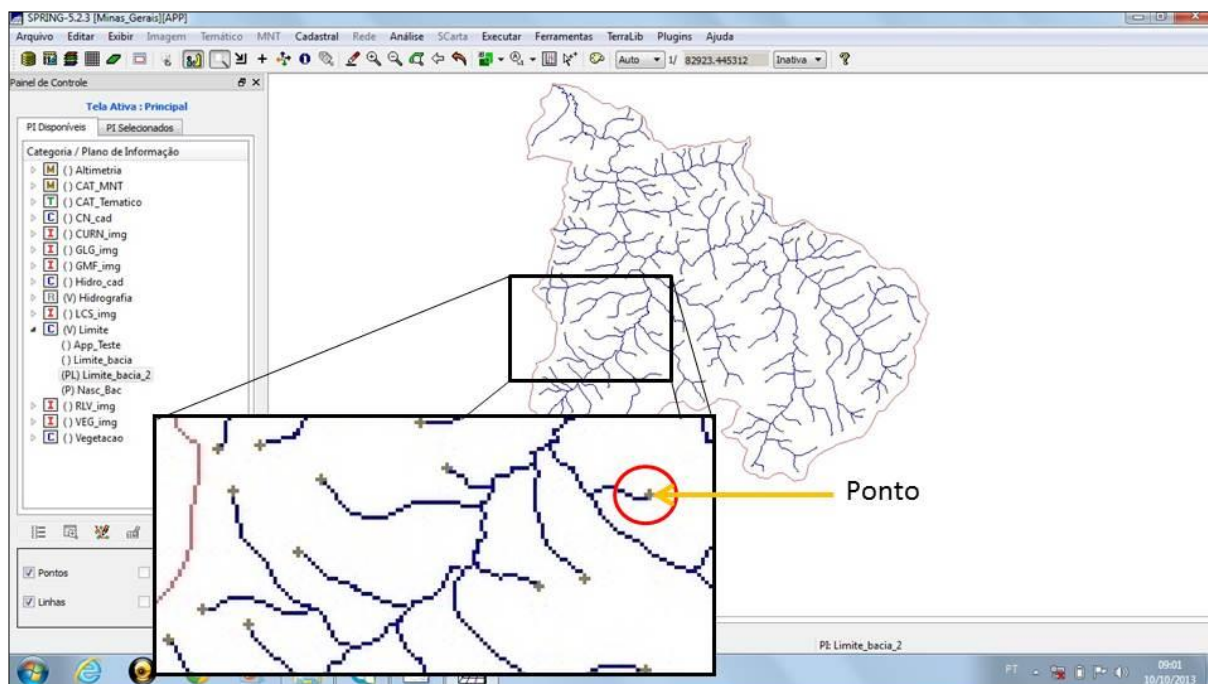 SPRING-5.2.3 [Minas_Gerais][APP]
Arquivo Editar Exibir Imagem Temático MNT Cadastral Rede Análise SCarta Executar Ferramentas TerraLib Plugins Ajuda
Auto 1/ 82923.445312 Inativa
Painel de Controle
Tela Ativa : Principal
PI Disponíveis PI Selecionados
Categoria / Plano de Informação
M () Altimetria
M () CAT_MNT
T () CAT_Tematico
C () CN_cad
I () CURN_img
I () GLG_img
I () GMF_img
C () Hidro_cad
R (V) Hidrografia
I () LCS_img
C (V) Limite
() App_Teste
() Limite_bacia
(PL) Limite_bacia_2
(P) Nasc_Bac
I () RLV_img
I () VEG_img
C () Vegetacao
Ponto
Pontos
Linhas
PI: Limite_bacia_2
PT
09:01
10/10/2013